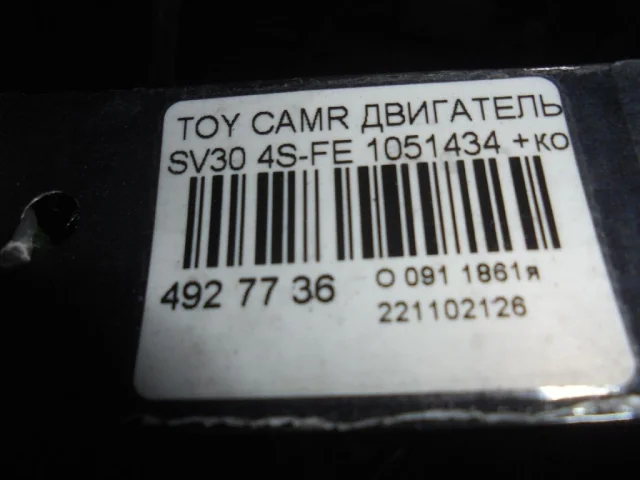 TOY CAMR ДВИГАТЕЛЬ
SV30 4S-FE 1051434 +ко
492 77 36
О 091 1861я
221102126